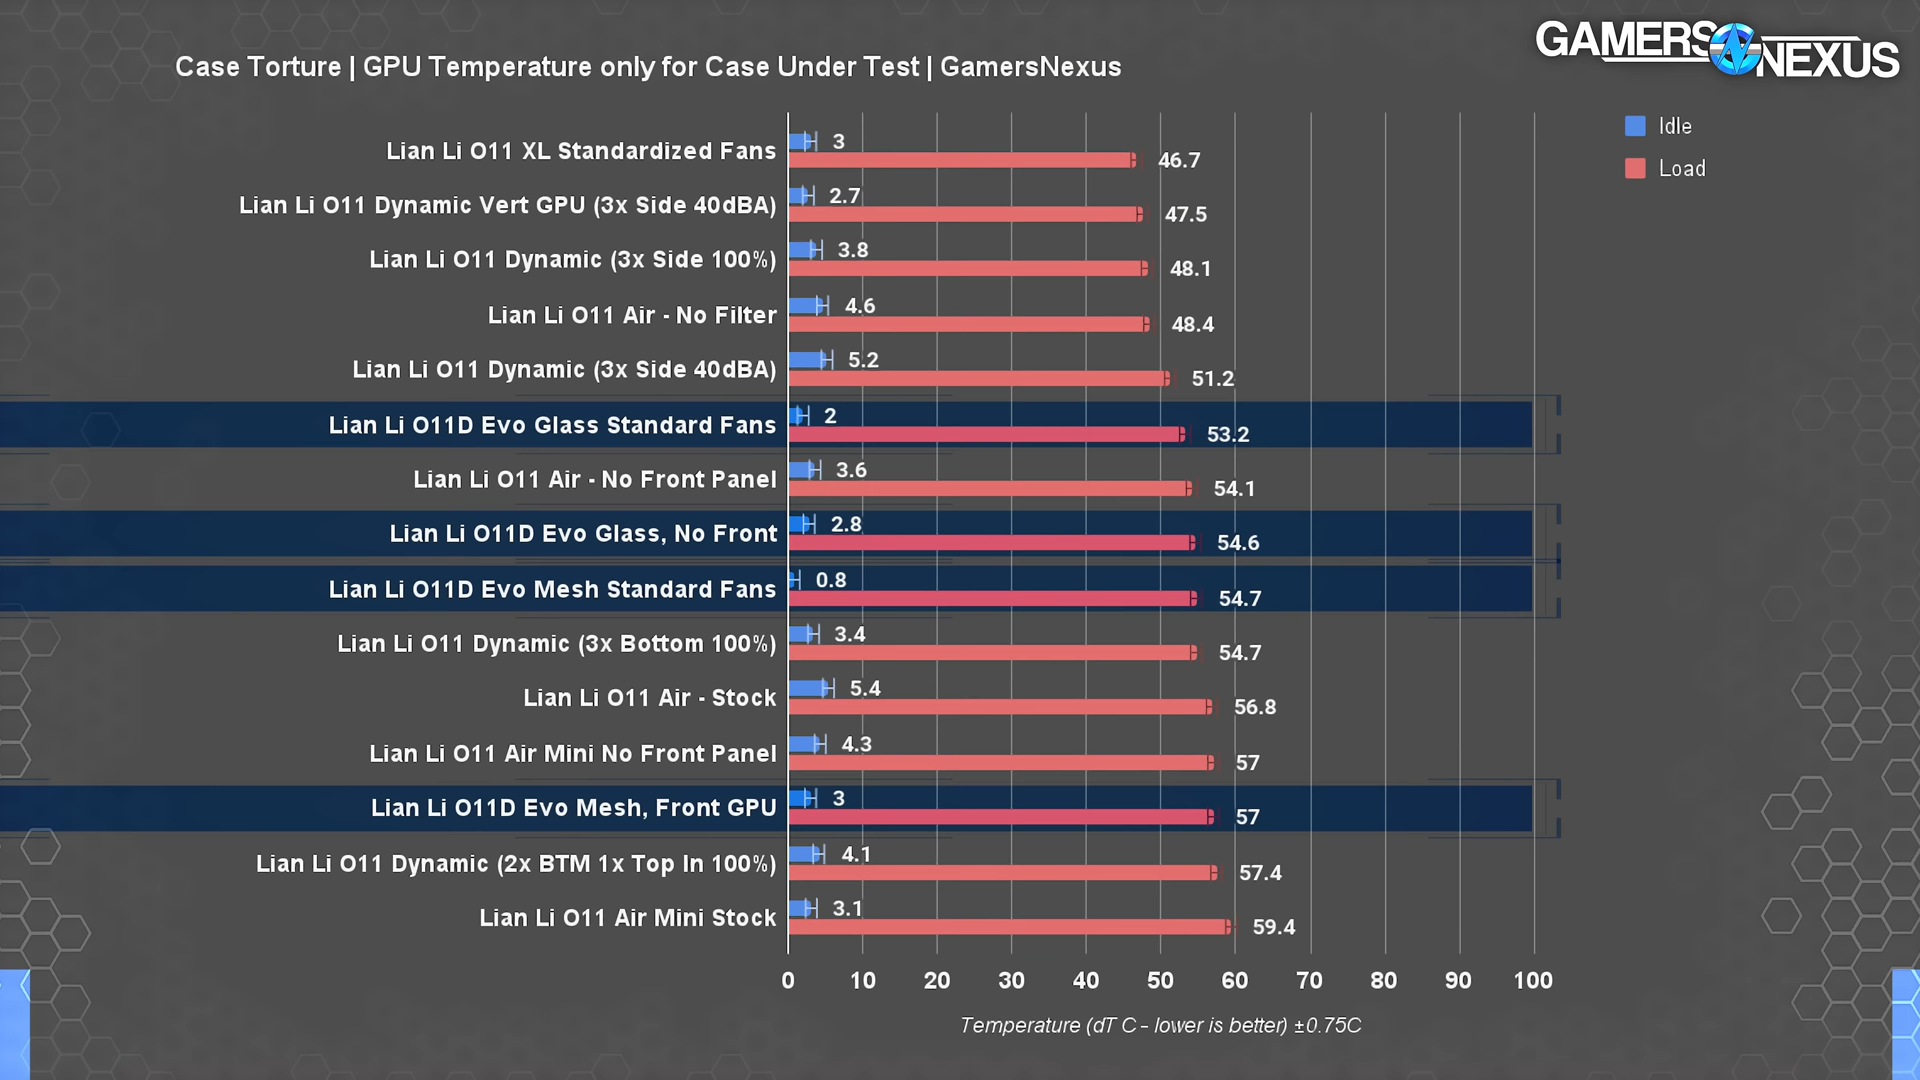 GAMERS NEXUS
Case Torture | GPU Temperature only for Case Under Test | GamersNexus
Idle
Load
Lian Li O11 XL Standardized Fans 3 46.7
Lian Li O11 Dynamic Vert GPU (3x Side 40dBA) 2.7 47.5
Lian Li O11 Dynamic (3x Side 100%) 3.8 48.1
Lian Li O11 Air - No Filter 4.6 48.4
Lian Li O11 Dynamic (3x Side 40dBA) 5.2 51.2
Lian Li O11D Evo Glass Standard Fans 2 53.2
Lian Li O11 Air - No Front Panel 3.6 54.1
Lian Li O11D Evo Glass, No Front 2.8 54.6
Lian Li O11D Evo Mesh Standard Fans 0.8 54.7
Lian Li O11 Dynamic (3x Bottom 100%) 3.4 54.7
Lian Li O11 Air - Stock 5.4 56.8
Lian Li O11 Air Mini No Front Panel 4.3 57
Lian Li O11D Evo Mesh, Front GPU 3 57
Lian Li O11 Dynamic (2x BTM 1x Top In 100%) 4.1 57.4
Lian Li O11 Air Mini Stock 3.1 59.4
0 10 20 30 40 50 60 70 80 90 100
Temperature (dT C - lower is better) ±0.75C